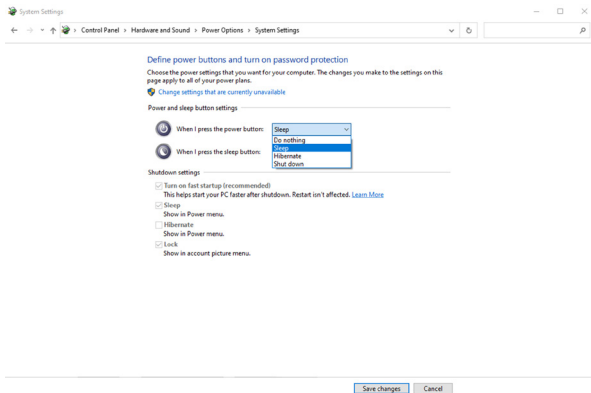 System Settings
Control Panel > Hardware and Sound > Power Options > System Settings
Define power buttons and turn on password protection
Choose the power settings that you want for your computer. The changes you make to the settings on this
page apply to all of your power plans.
Change settings that are currently unavailable
Power and sleep button settings
When I press the power button: Sleep
Do nothing
Sleep
When I press the sleep button:
Hibernate
Shut down
Shutdown settings
Turn on fast startup (recommended)
This helps start your PC faster after shutdown. Restart isn't affected. Learn More
Sleep
Show in Power menu.
Hibernate
Show in Power menu.
Lock
Show in account picture menu.
Save changes Cancel